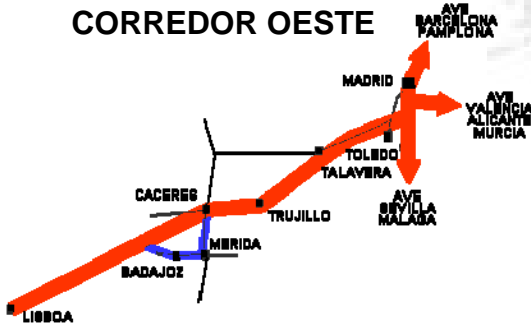 CORREDOR OESTE
AVE
BARCELONA
PAMPLONA
MADRID
AVE
VALENCIA
ALICANTE
MURCIA
TOLEDO
TALAVERA
CACERES
AVE
SEVILLA
MALAGA
TRUJILLO
MERIDA
BADAJOZ
LISBOA